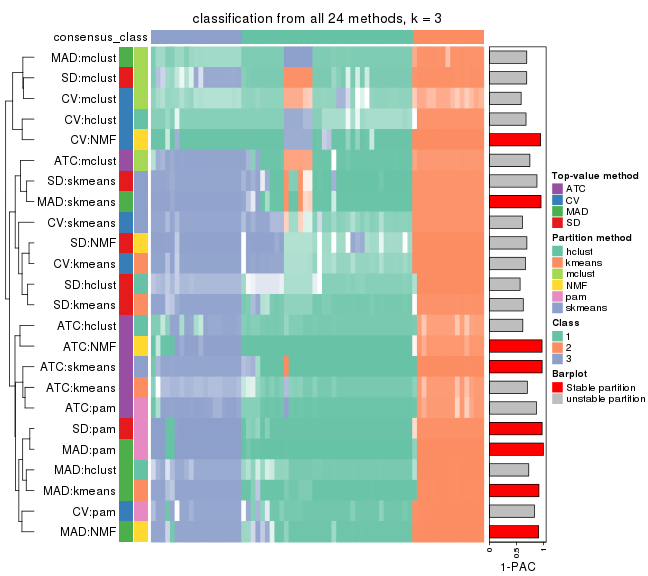 classification from all 24 methods, k = 3
consensus_class
MAD:mclust
SD:mclust
CV:mclust
CV:hclust
CV:NMF
ATC:mclust
SD:skmeans
MAD:skmeans
CV:skmeans
SD:NMF
CV:kmeans
SD:hclust
SD:kmeans
ATC:hclust
ATC:NMF
ATC:skmeans
ATC:kmeans
ATC:pam
SD:pam
MAD:pam
MAD:hclust
MAD:kmeans
CV:pam
MAD:NMF
0
0.5
1
1-PAC
Top-value method
ATC
CV
MAD
SD
Partition method
hclust
kmeans
mclust
NMF
pam
skmeans
Class
1
2
3
Barplot
Stable partition
unstable partition